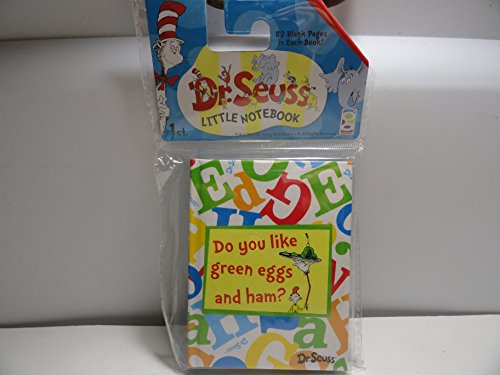 82 Blank Pages
in Each Book!
Dr. Seuss
LITTLE NOTEBOOK
1 ct.
Do you like
green eggs
and ham?
Dr. Seuss